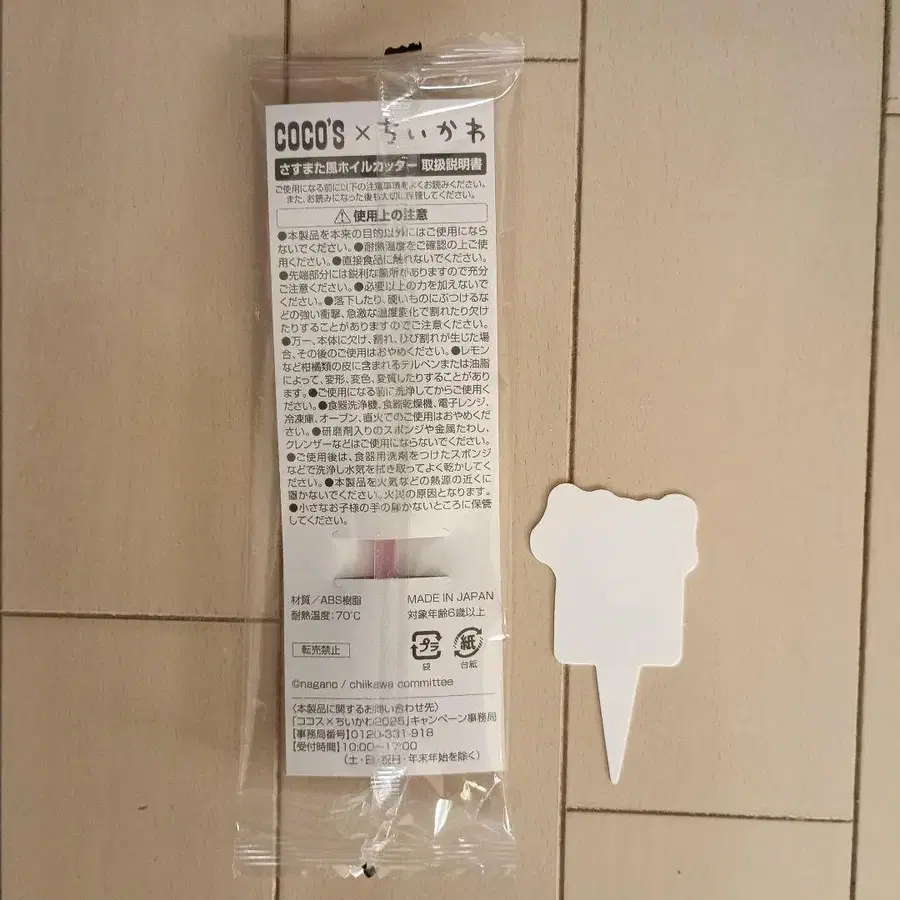 COCO'S × ちいかわ
さすまた風ホイルカッター 取扱説明書
ご使用になる前に以下の注意事項をよくお読みください。
また、お読みになった後も大切に保管してください。
⚠使用上の注意
●本製品を本来の目的以外にはご使用になら
ないでください。●耐熱温度をご確認の上ご使
用ください。●直接食品に触れないでください。
●先端部分には鋭利な箇所がありますので充分
ご注意ください。●必要以上の力を加えないで
ください。●落下したり、硬いものにぶつけるな
どの強い衝撃、急激な温度変化で割れたり欠け
たりすることがありますのでご注意ください。
●万一、本体に欠け、割れ、ひび割れが生じた場
合、その後のご使用はおやめください。●レモン
など柑橘類の皮に含まれるテルペンまたは油脂
によって、変形、変色、変質したりすることがあり
ます。●ご使用になる前に洗浄してからご使用く
ださい。●食器洗浄機、食器乾燥機、電子レンジ、
冷凍庫、オーブン、直火でのご使用はおやめくだ
さい。●研磨剤入りのスポンジや金属たわし、
クレンザーなどはご使用にならないでください。
●ご使用後は、食器用洗剤をつけたスポンジ
などで洗浄し水気を拭き取ってよく乾かしてく
ださい。●本製品を火気などの熱源の近くに
置かないでください。火災の原因となります。
●小さなお子様の手の届かないところに保管
してください。
材質／ABS樹脂 MADE IN JAPAN
耐熱温度：70℃ 対象年齢6歳以上
転売禁止
プラ 紙
袋 台紙
©nagano / chiikawa committee
〈本製品に関するお問い合わせ先〉
「ココス×ちいかわ2025」キャンペーン事務局
【事務局番号】0120-331-918
【受付時間】10:00〜17:00
（土・日・祝日・年末年始を除く）